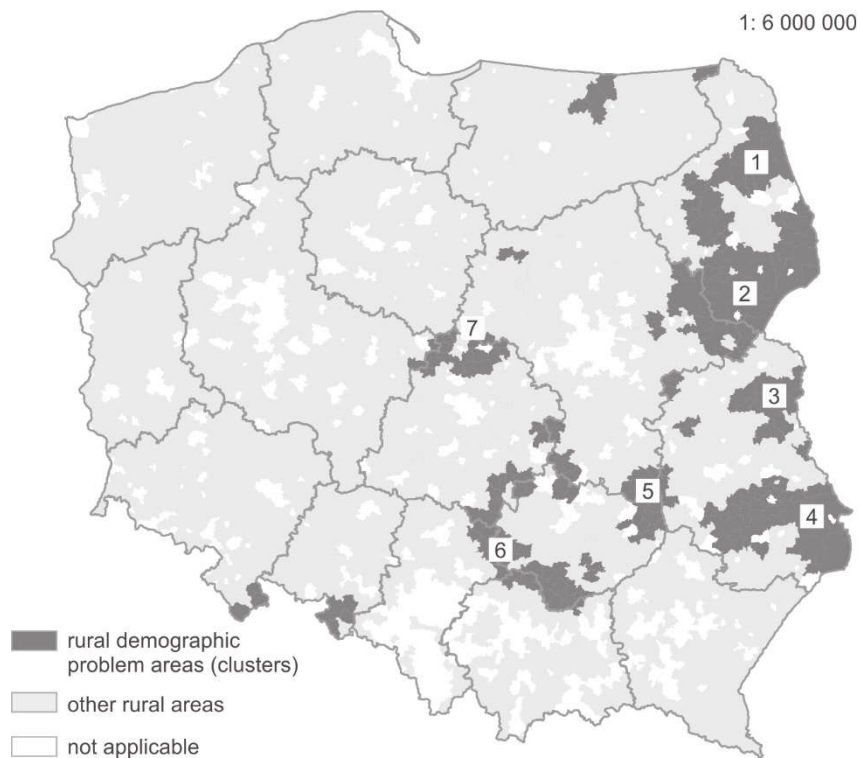 1: 6 000 000
1
2
7
3
5
4
6
rural demographic
problem areas (clusters)
other rural areas
not applicable